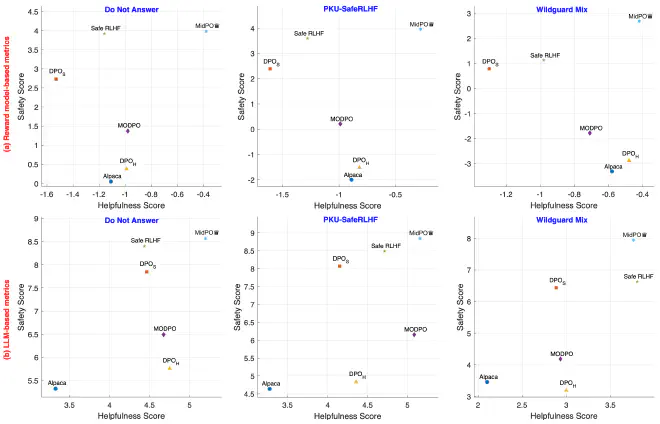 (a) Reward model-based metrics
Do Not Answer
Safety Score
4.5
4
3.5
3
2.5
2
1.5
1
0.5
0
Safe RLHF
MidPO♛
DPOS
MODPO
DPOH
Alpaca
-1.6 -1.4 -1.2 -1 -0.8 -0.6 -0.4
Helpfulness Score
PKU-SafeRLHF
Safety Score
4
3
2
1
0
-1
-2
MidPO♛
Safe RLHF
DPOS
MODPO
DPOH
Alpaca
-1.5 -1 -0.5
Helpfulness Score
Wildguard Mix
Safety Score
3
2
1
0
-1
-2
-3
MidPO♛
Safe RLHF
DPOS
MODPO
DPOH
Alpaca
-1.2 -1 -0.8 -0.6 -0.4
Helpfulness Score
(b) LLM-based metrics
Do Not Answer
Safety Score
9
8.5
8
7.5
7
6.5
6
5.5
MidPO♛
Safe RLHF
DPOS
MODPO
DPOH
Alpaca
3.5 4 4.5 5
Helpfulness Score
PKU-SafeRLHF
Safety Score
9
8.5
8
7.5
7
6.5
6
5.5
5
4.5
MidPO♛
Safe RLHF
DPOS
MODPO
DPOH
Alpaca
3.5 4 4.5 5
Helpfulness Score
Wildguard Mix
Safety Score
8
7
6
5
4
3
MidPO♛
Safe RLHF
DPOS
MODPO
Alpaca
DPOH
2 2.5 3 3.5
Helpfulness Score